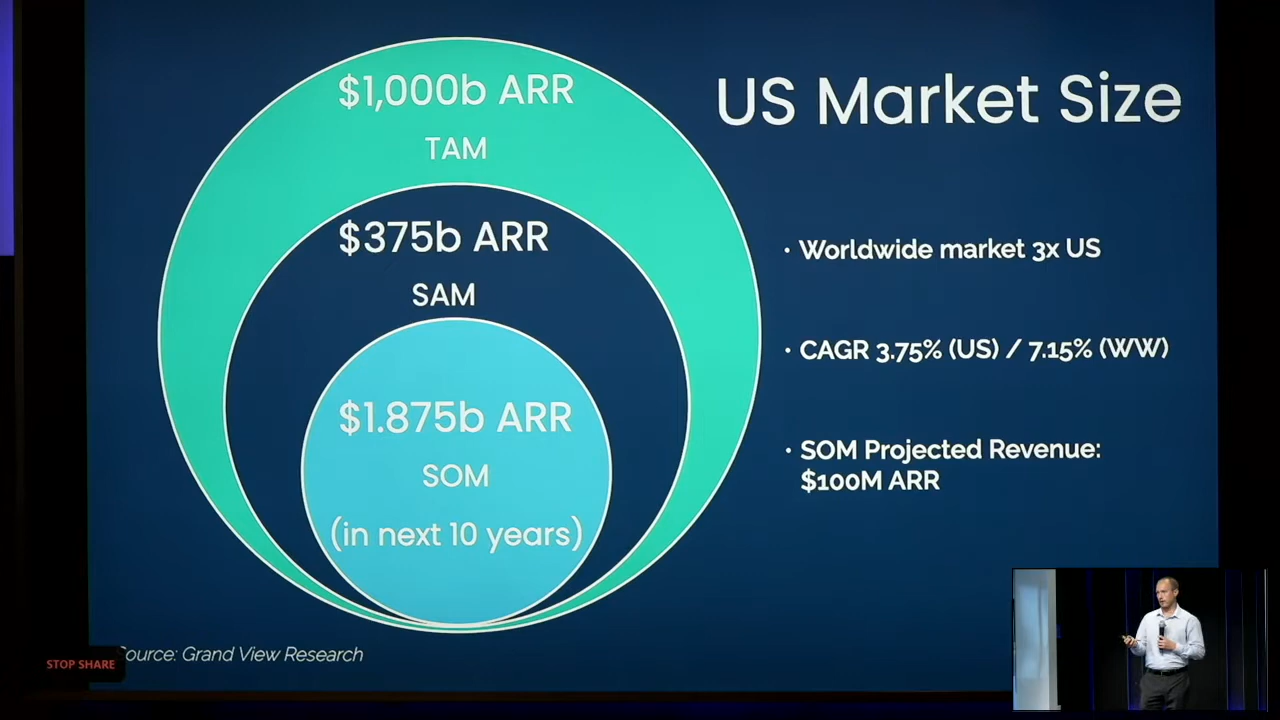 $1,000b ARR
TAM
US Market Size
$375b ARR
SAM
• Worldwide market 3x US
• CAGR 3.75% (US) / 7.15% (WW)
$1.875b ARR
SOM
(in next 10 years)
• SOM Projected Revenue:
$100M ARR
Source: Grand View Research
STOP SHARE